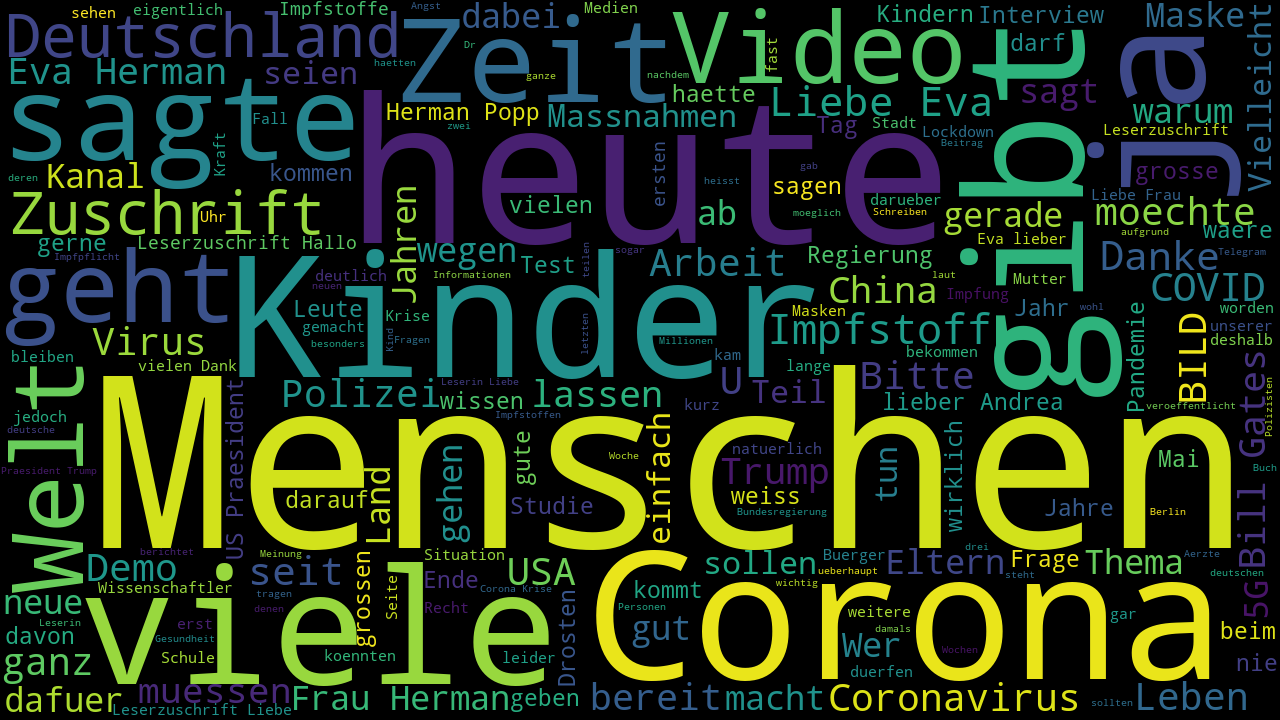 sehen
eigentlich
Impfstoffe
Angst
dabei
Medien
Kindern
Interview
Maske
Deutschland
Zeit
Dr
Video
fast
darf
ja
Vielleicht
Eva Herman
seien
haetten
ganze
nachdem
haette
Liebe Eva
sagt
warum
sagte
Fall
Herman Popp
zwei
Massnahmen
Tag
Stadt
Lockdown
Beitrag
Leserzuschrift
Kraft
heute
gibt
deren
Kanal
kommen
ersten
gab
heisst
sagen
darueber
grosse
Liebe Frau
Zuschrift
Uhr
Jahren
vielen
ab
moeglich
Schreiben
gerade
moechte
aufgrund
waere
gerne
Leserzuschrift Hallo
wegen
sogar
teilen
Regierung
Eva lieber
Danke
Telegram
Impfpflicht
geht
deutlich
neuen
Informationen
Test
Arbeit
laut
China
Impfung
Mutter
COVID
Kinder
Leute
gemacht
besonders
Krise
Kind
Fragen
letzten
Millionen
Masken
Jahr
wohl
worden
unserer
deshalb
Virus
bleiben
vielen Dank
kam
Impfstoff
lange
bekommen
Pandemie
BILD
Welt
Polizei
Leserin Liebe
wissen
lassen
kurz
U
Teil
Bitte
lieber Andrea
veroeffentlicht
Polizisten
jedoch
deutsche
Praesident Trump
US Praesident
Menschen
Impfstoffen
einfach
natuerlich
Trump
weiss
Bundesregierung
tun
wirklich
Mai
Bill Gates
Buch
darauf
Land
gehen
gute
Studie
Woche
Jahre
Berlin
berichtet
Demo
Wissenschaftler
seit
Meinung
tragen
denen
grossen
Seite
Situation
Ende
Recht
USA
Corona Krise
drei
sollen
Buerger
ueberhaupt
Eltern
steht
Frage
Thema
Aerzte
deutschen
5G
neue
Leserin
davon
viele
erst
Gesundheit
Schule
koennten
leider
Drosten
Corona
kommt
Personen
wichtig
gut
weitere
damals
Wer
duerfen
gar
Wochen
beim
nie
ganz
dafuer
muessen
Leserzuschrift Liebe
Frau Herman
geben
bereit
macht
Coronavirus
sollten
Leben